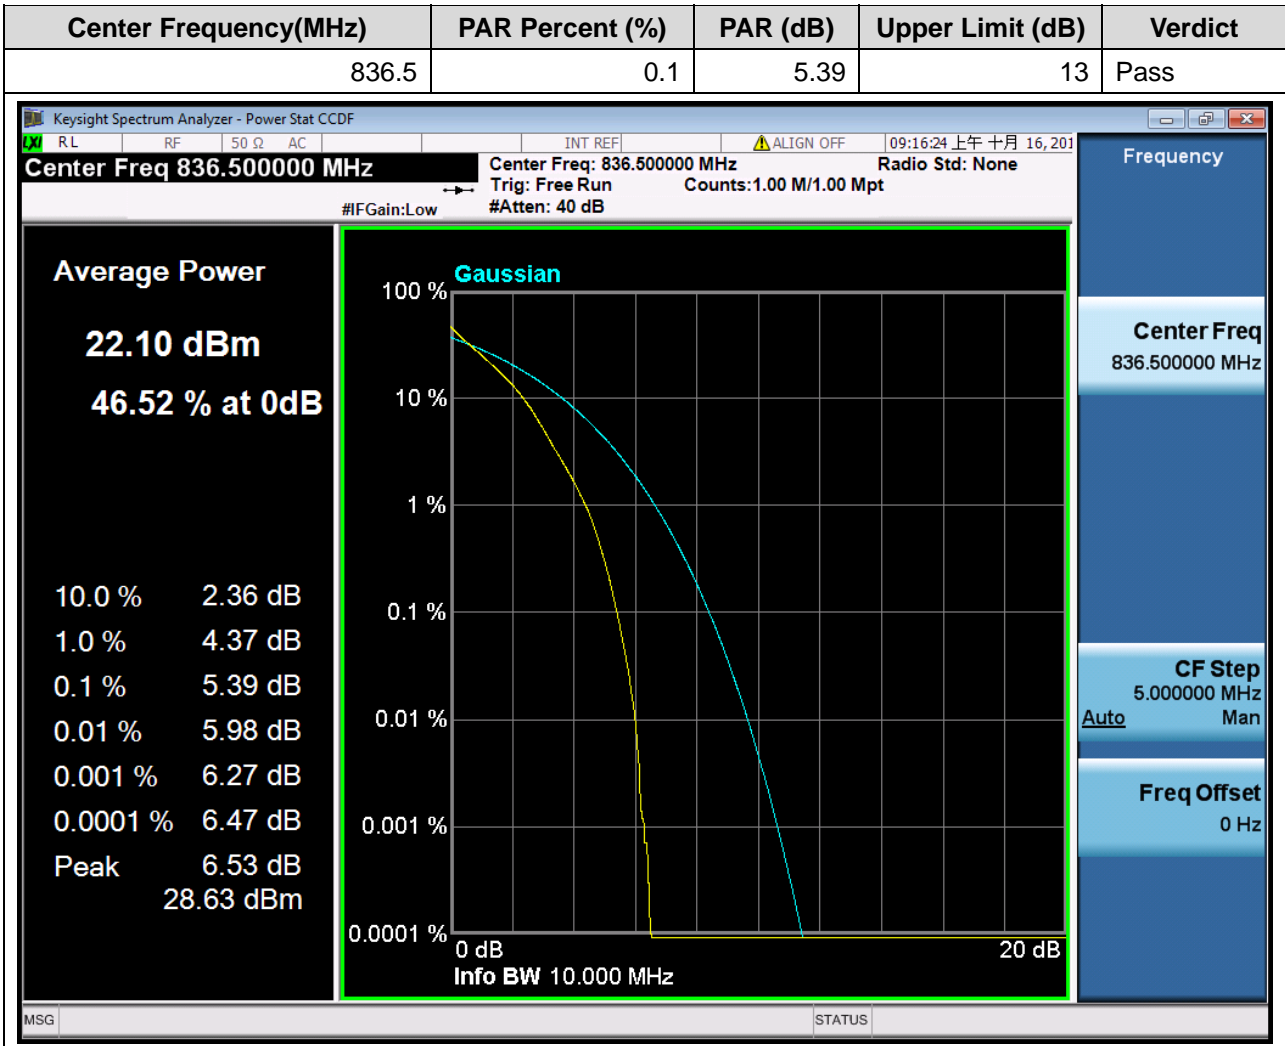 Center Frequency(MHz) PAR Percent (%) PAR (dB) Upper Limit (dB) Verdict
836.5 0.1 5.39 13 Pass
Keysight Spectrum Analyzer - Power Stat CCDF
LXI RL RF 50 Ω AC INT REF ALIGN OFF 09:16:24 上午 十月 16, 201
Center Freq 836.500000 MHz
Center Freq: 836.500000 MHz Radio Std: None
Trig: Free Run Counts:1.00 M/1.00 Mpt
#IFGain:Low #Atten: 40 dB
Average Power
22.10 dBm
46.52 % at 0dB
10.0 % 2.36 dB
1.0 % 4.37 dB
0.1 % 5.39 dB
0.01 % 5.98 dB
0.001 % 6.27 dB
0.0001 % 6.47 dB
Peak 6.53 dB
28.63 dBm
Gaussian
100 %
10 %
1 %
0.1 %
0.01 %
0.001 %
0.0001 %
0 dB 20 dB
Info BW 10.000 MHz
Frequency
Center Freq
836.500000 MHz
CF Step
5.000000 MHz
Auto Man
Freq Offset
0 Hz
MSG STATUS